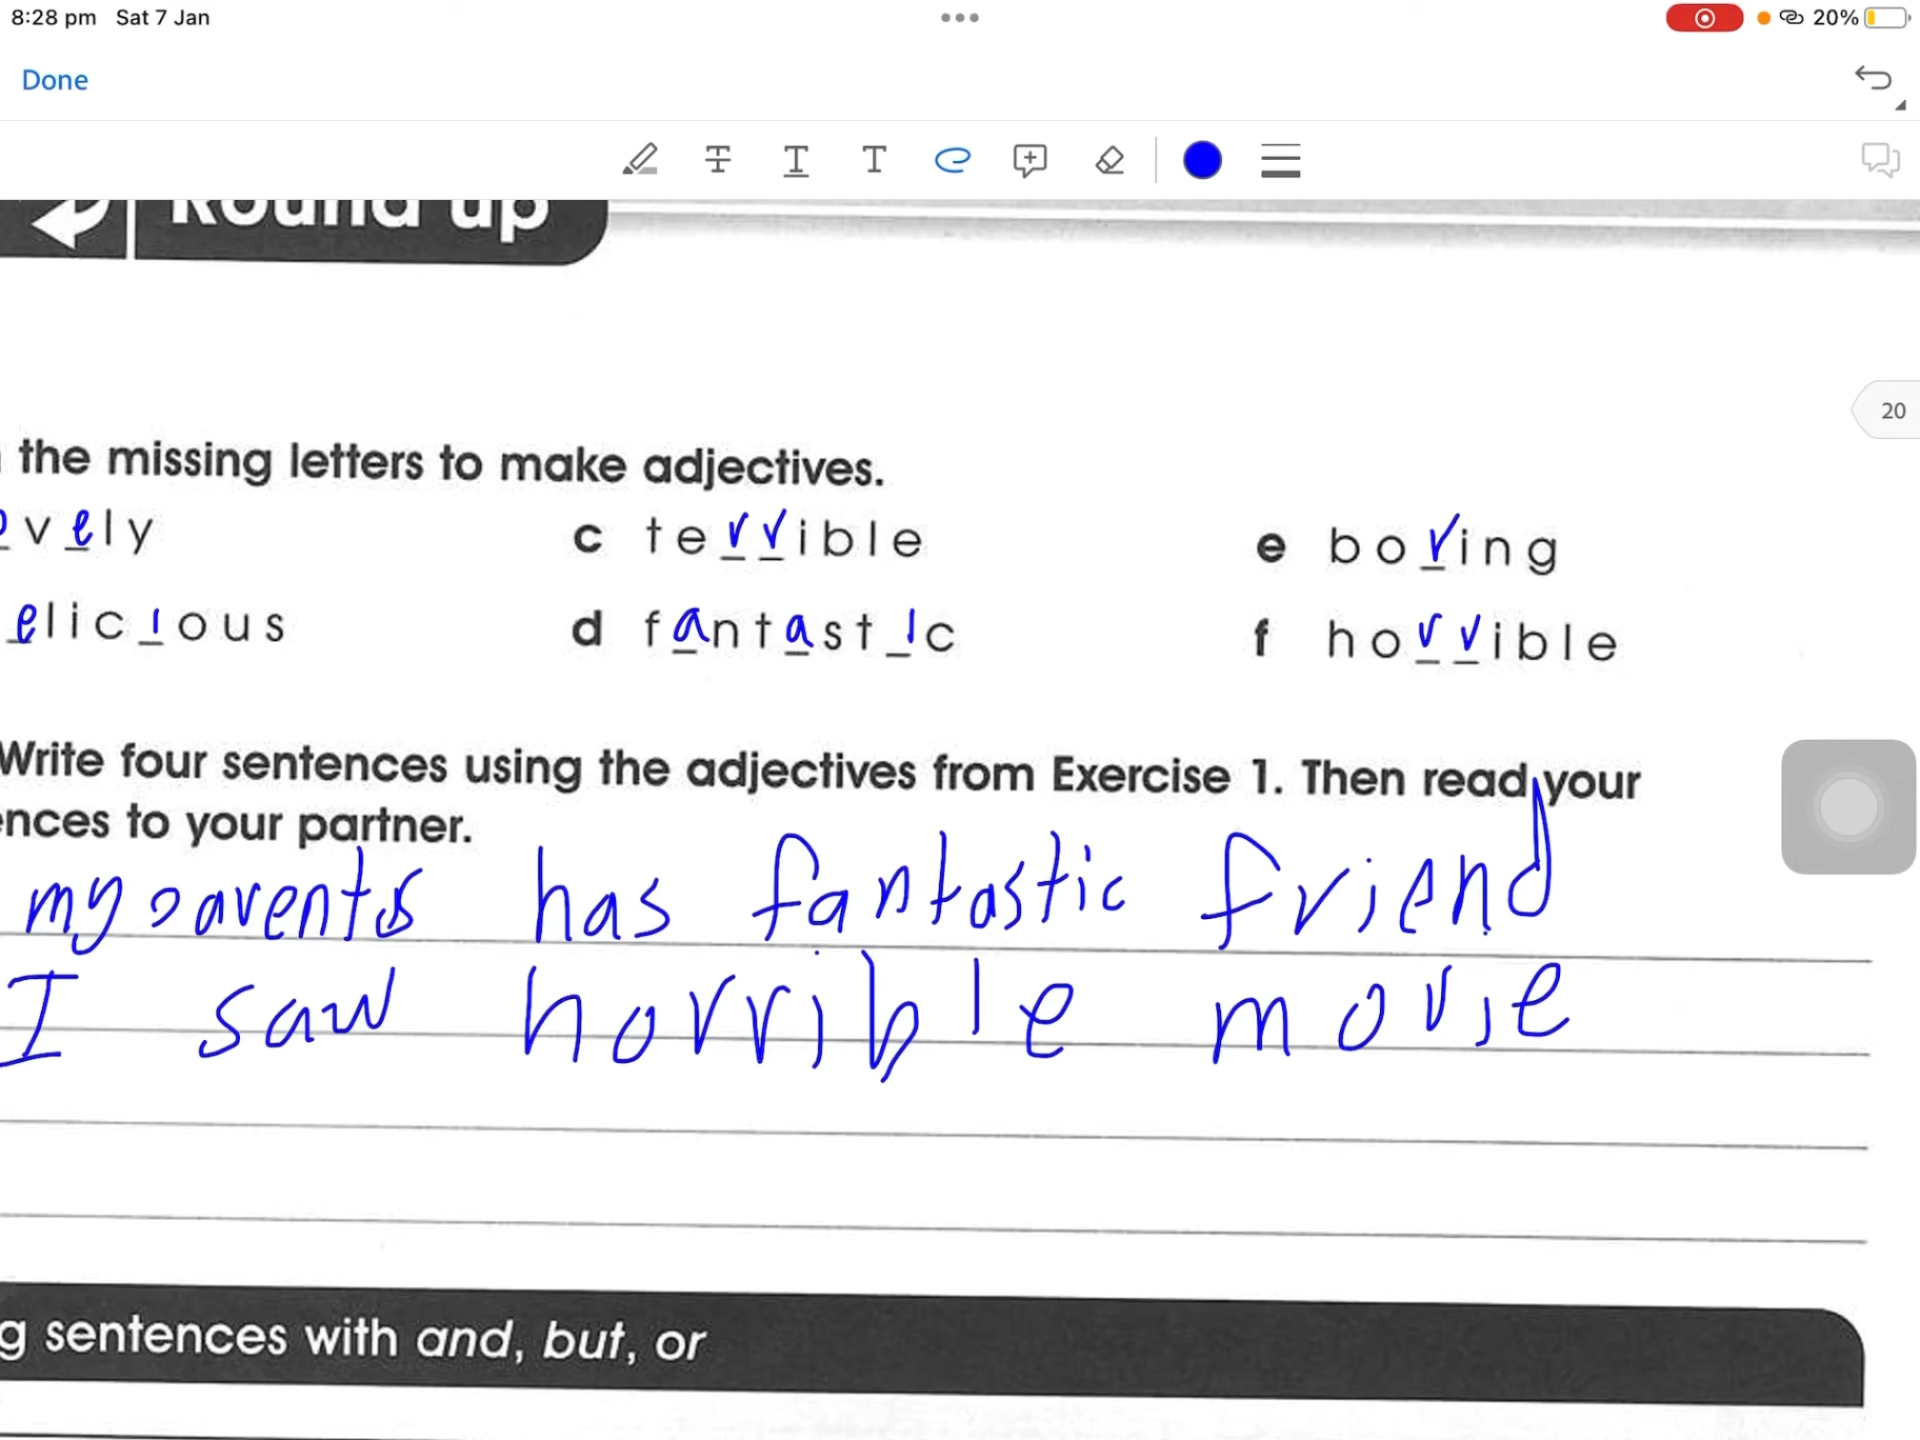 8:28 pm Sat 7 Jan
20%
Done
Round up
20
the missing letters to make adjectives.
ovely
c terrible
e boring
elicious
d fantastic
f horrible
Write four sentences using the adjectives from Exercise 1. Then read your
ences to your partner.
my parents has fantastic friend
I saw horrible movie
g sentences with and, but, or